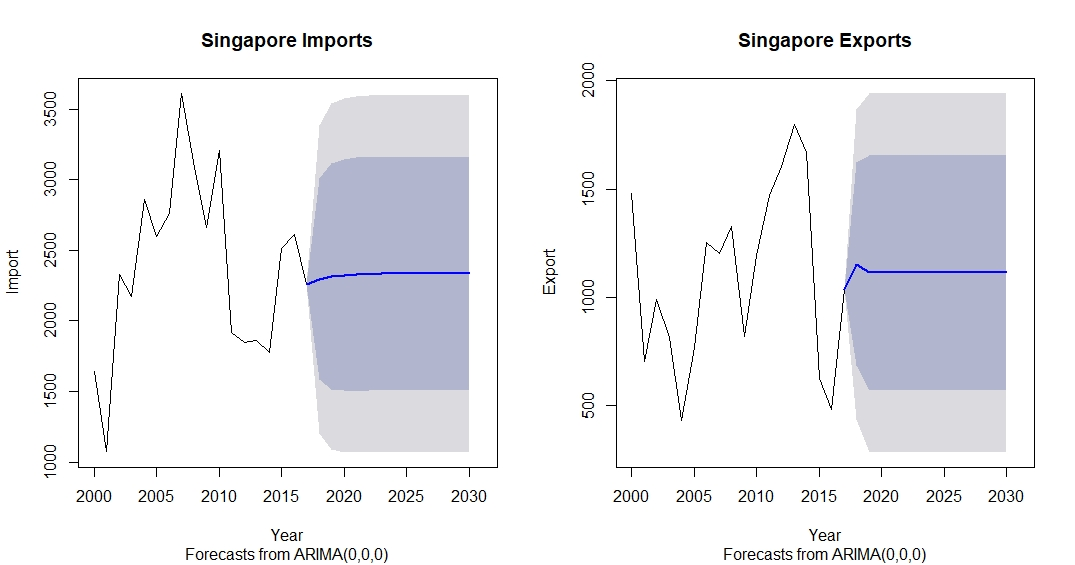 Singapore Imports
Import
3500
3000
2500
2000
1500
1000
2000 2005 2010 2015 2020 2025 2030
Year
Forecasts from ARIMA(0,0,0)
Singapore Exports
Export
2000
1500
1000
500
2000 2005 2010 2015 2020 2025 2030
Year
Forecasts from ARIMA(0,0,0)